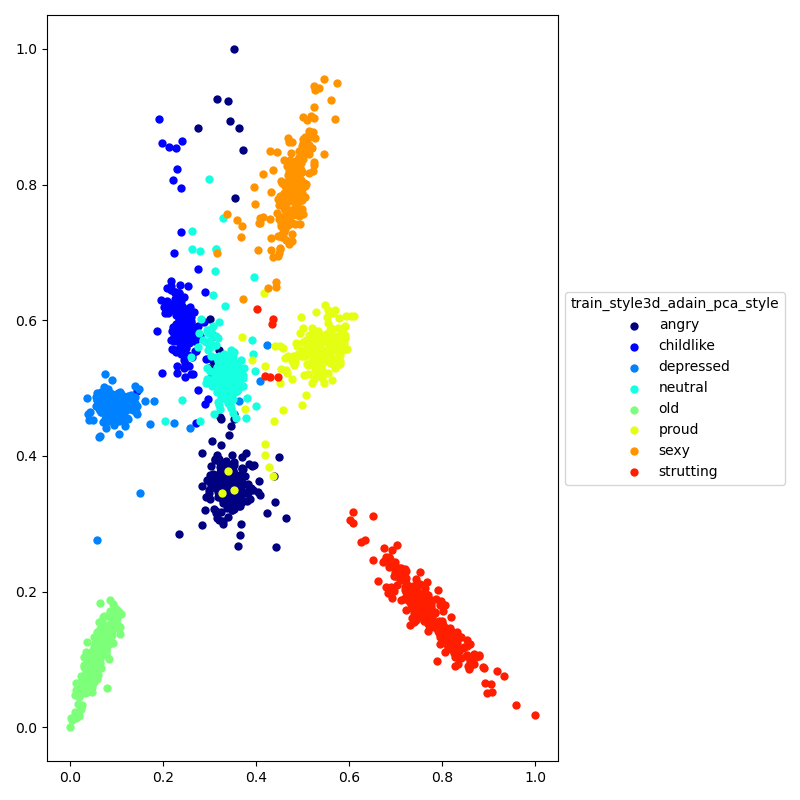 1.0
0.8
0.6
0.4
0.2
0.0
0.0 0.2 0.4 0.6 0.8 1.0
train_style3d_adain_pca_style
angry
childlike
depressed
neutral
old
proud
sexy
strutting